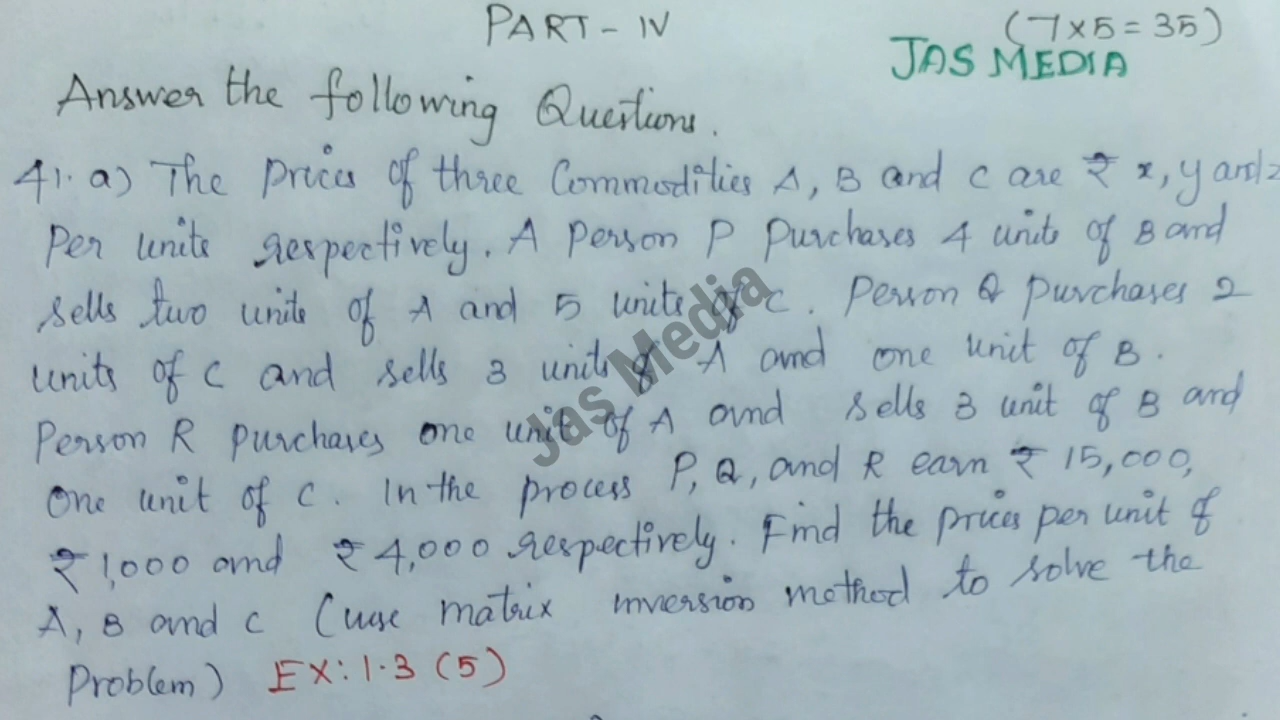 PART - IV (7×5=35)
JAS MEDIA
Answer the following Questions.
41. a) The prices of three Commodities A, B and C are ₹ x, y and z
Per units respectively. A Person P Purchases 4 units of B and
sells two units of A and 5 units of C. Person Q purchases 2
units of C and sells 3 units of A and one unit of B.
Person R purchases one unit of A and sells 3 unit of B and
one unit of C. In the process P, Q, and R earn ₹ 15,000,
₹ 1,000 and ₹ 4,000 respectively. Find the prices per unit of
A, B and C (use matrix inversion method to solve the
Problem) EX: 1.3 (5)
Jas Media